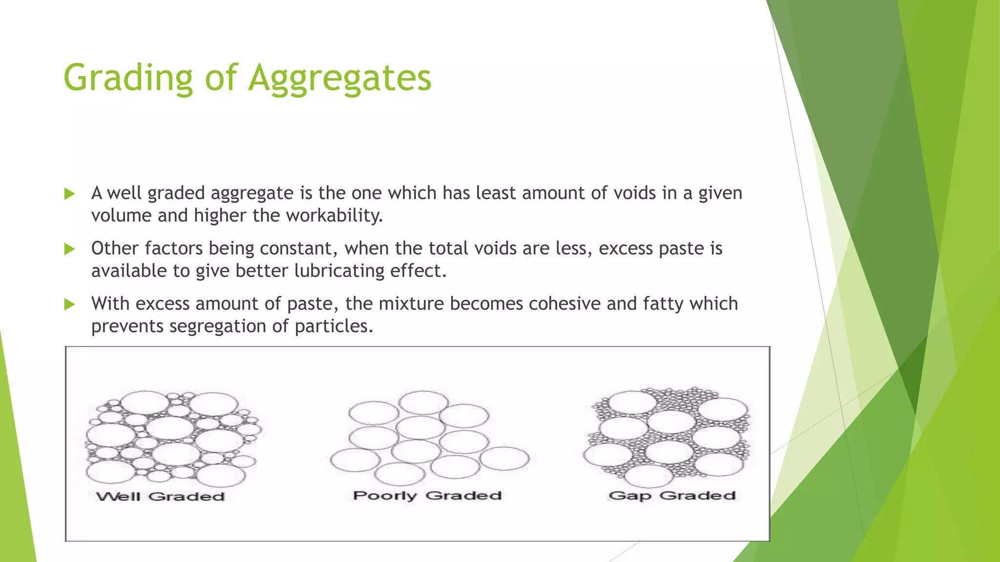 Grading of Aggregates
A well graded aggregate is the one which has least amount of voids in a given
volume and higher the workability.
Other factors being constant, when the total voids are less, excess paste is
available to give better lubricating effect.
With excess amount of paste, the mixture becomes cohesive and fatty which
prevents segregation of particles.
Well Graded
Poorly Graded
Gap Graded